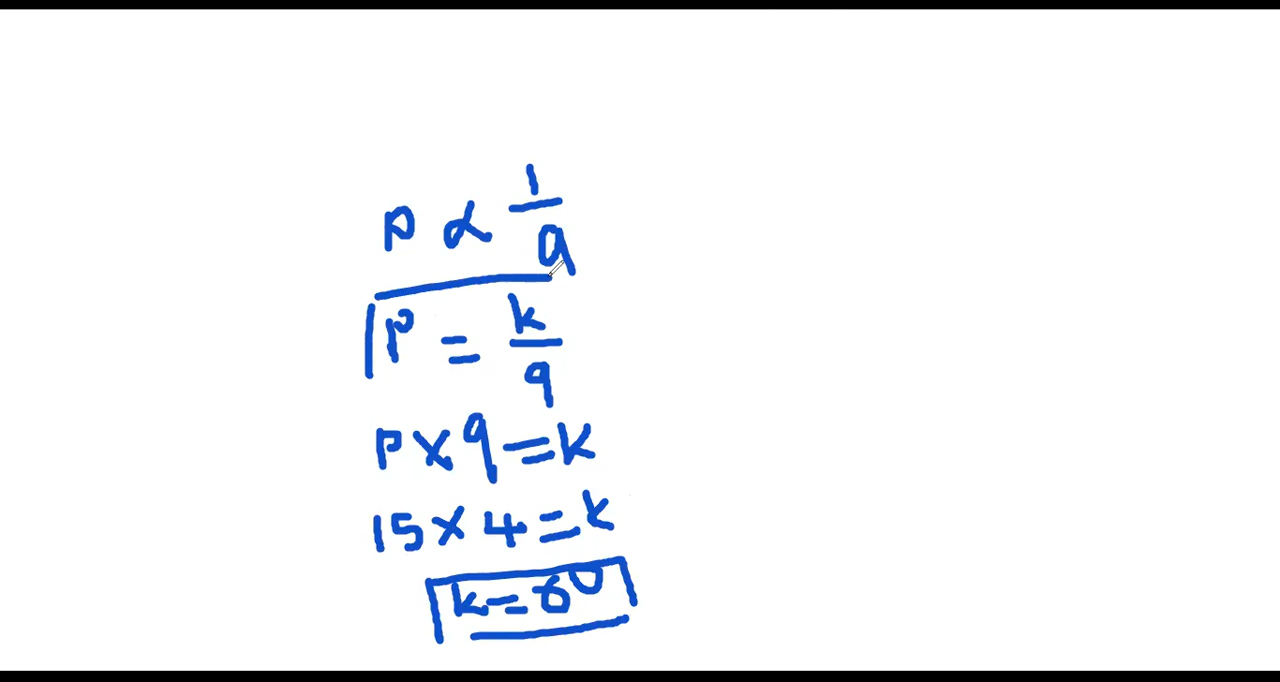 P ∝ 1/q
P = k/q
P × q = k
15 × 4 = k
k = 60